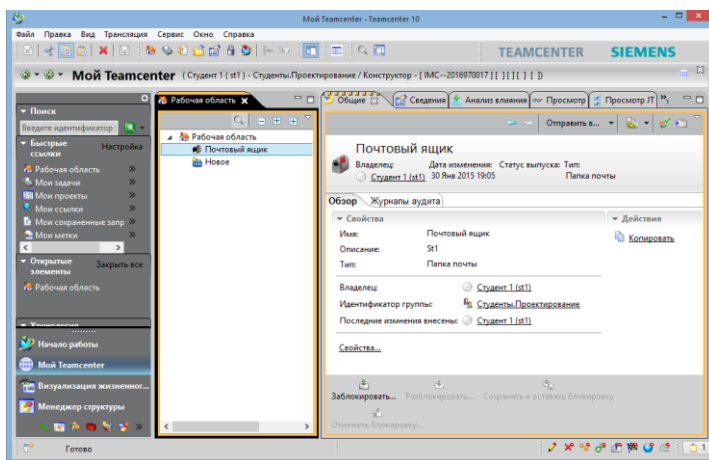 Мой Teamcenter - Teamcenter 10
Файл Правка Вид Трансляция Сервис Окно Справка
TEAMCENTER SIEMENS
Мой Teamcenter ( Студент 1 ( st1 ) - Студенты.Проектирование / Конструктор - [ IMC--2016970017 ] [ ][ ][ ] [ ])
Поиск
Введите идентификатор
Быстрые ссылки Настройка
Рабочая область
Мои задачи
Мои проекты
Мои ссылки
Мои сохраненные запр
Мои метки
Открытые элементы Закрыть все
Рабочая область
Хронология
Начало работы
Мой Teamcenter
Визуализация жизненног...
Менеджер структуры
Рабочая область
Рабочая область
Почтовый ящик
Новое
Общие Сведения Анализ влияния Просмотр Просмотр JT
Отправить в...
Почтовый ящик
Владелец: Дата изменения: Статус выпуска: Тип:
Студент 1 (st1) 30 Янв 2015 19:05 Папка почты
Обзор Журналы аудита
Свойства
Имя: Почтовый ящик
Описание: St1
Тип: Папка почты
Владелец: Студент 1 (st1)
Идентификатор группы: Студенты.Проектирование
Последние измнения внесены: Студент 1 (st1)
Свойства...
Действия
Копировать
Заблокировать... Разблокировать... Сохранить и оставить блокировку
Отменить блокировку...
Готово
1